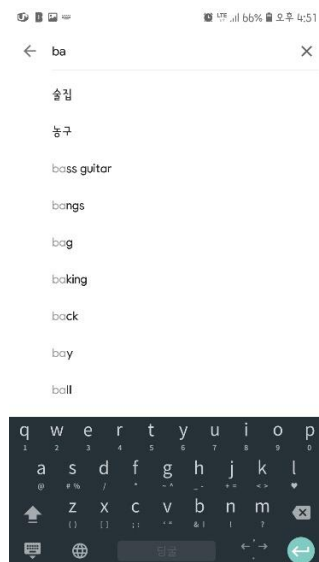 66% 오후 4:51
ba
술집
농구
bass guitar
bangs
bag
baking
back
bay
ball
q w e r t y u i o p
1 2 3 4 5 6 7 8 9 0
a s d f g h j k l
z x c v b n m